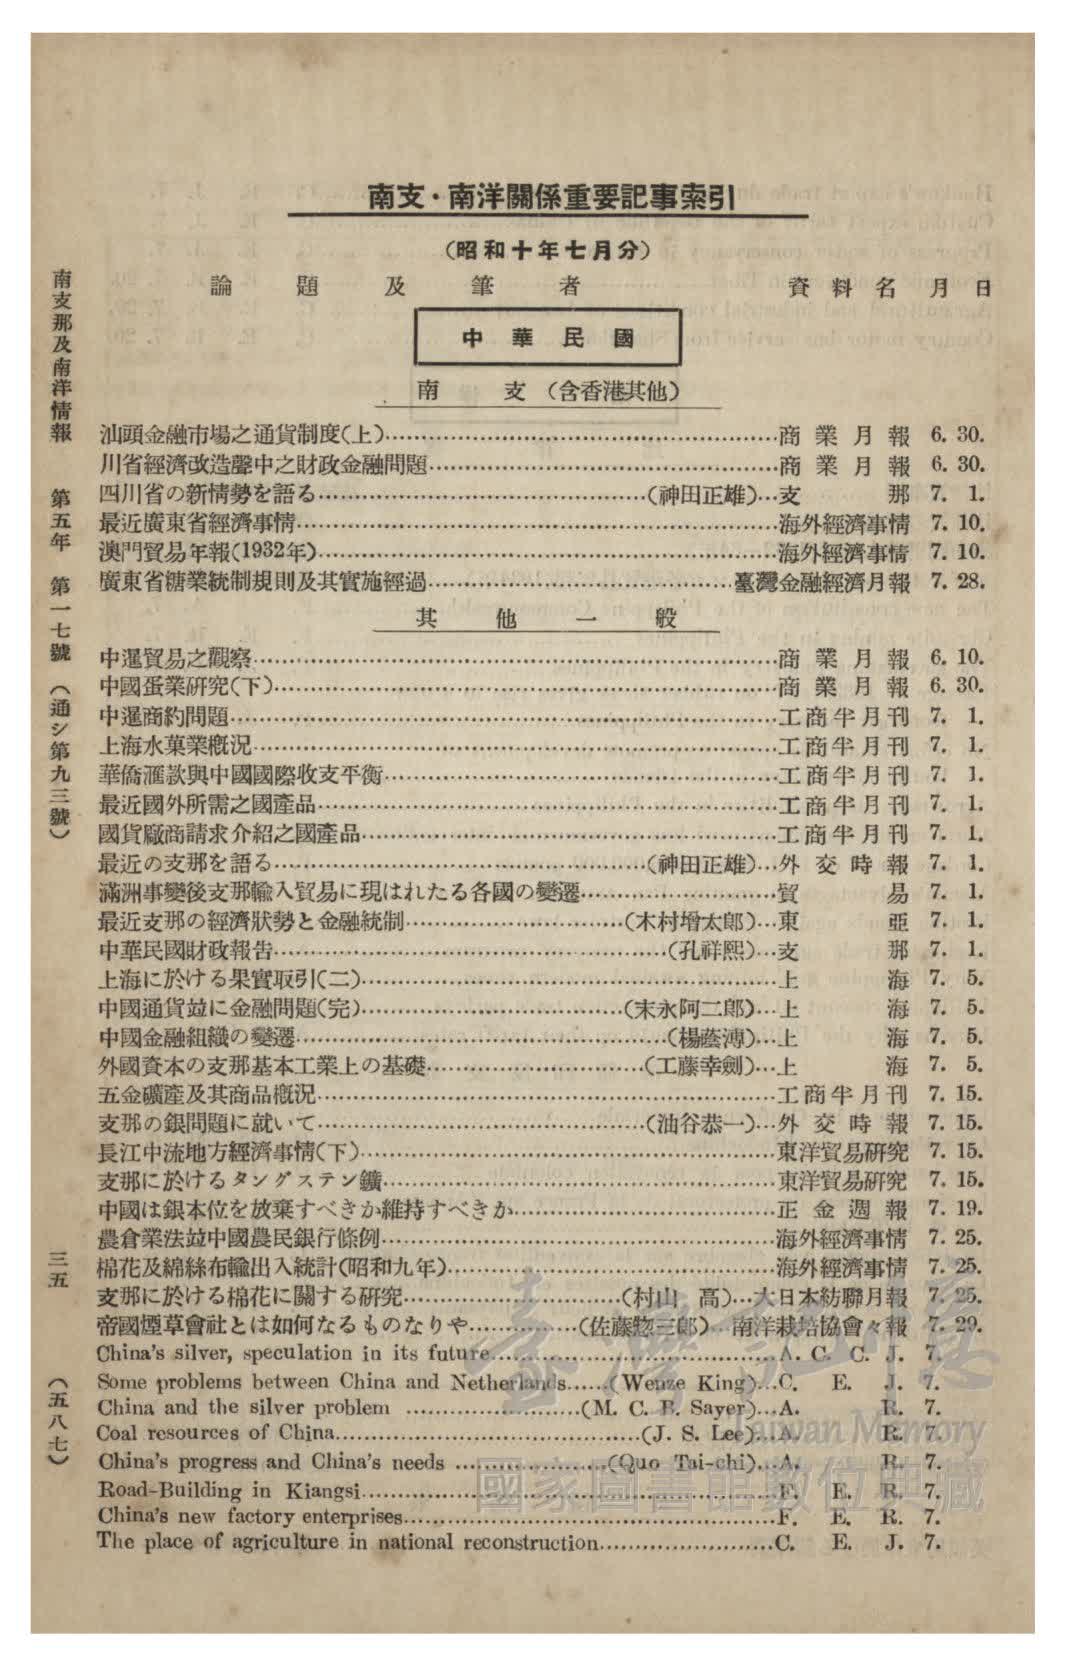 南支・南洋關係重要記事索引
(昭和十年七月分)
論題及筆者 資料名 月日
中華民國
南支(含香港其他)
汕頭金融市場之通貨制度(上)……商業月報 6. 30.
川省經濟改造聲中之財政金融問題……商業月報 6. 30.
四川省の新情勢を語る……(神田正雄)…支那 7. 1.
最近廣東省經濟事情……海外經濟事情 7. 10.
澳門貿易年報(1932年)……海外經濟事情 7. 10.
廣東省糖業統制規則及其實施經過……臺灣金融經濟月報 7. 28.
其他一般
中暹貿易之觀察……商業月報 6. 10.
中國蛋業研究(下)……商業月報 6. 30.
中暹商約問題……工商半月刊 7. 1.
上海水菓業概況……工商半月刊 7. 1.
華僑滙欵與中國國際收支平衡……工商半月刊 7. 1.
最近國外所需之國產品……工商半月刊 7. 1.
國貨廠商請求介紹之國產品……工商半月刊 7. 1.
最近の支那を語る……(神田正雄)…外交時報 7. 1.
滿洲事變後支那輸入貿易に現はれたる各國の變遷……貿易 7. 1.
最近支那の經濟狀勢と金融統制……(木村增太郎)…東亞 7. 1.
中華民國財政報告……(孔祥熙)…支那 7. 1.
上海に於ける果實取引(二)……上海 7. 5.
中國通貨竝に金融問題(完)……(末永阿二郎)…上海 7. 5.
中國金融組織の變遷……(楊蔭溥)…上海 7. 5.
外國資本の支那基本工業上の基礎……(工藤幸劍)…上海 7. 5.
五金礦產及其商品概況……工商半月刊 7. 15.
支那の銀問題に就いて……(油谷恭一)…外交時報 7. 15.
長江中流地方經濟事情(下)……東洋貿易研究 7. 15.
支那に於けるタングステン鑛……東洋貿易研究 7. 15.
中國は銀本位を放棄すべきか維持すべきか……正金週報 7. 19.
農倉業法竝中國農民銀行條例……海外經濟事情 7. 25.
棉花及綿絲布輸出入統計(昭和九年)……海外經濟事情 7. 25.
支那に於ける棉花に關する研究……(村山 高)…大日本紡聯月報 7. 25.
帝國煙草會社とは如何なるものなりや……(佐藤惣三郎)…南洋栽培協會々報 7. 29.
China's silver, speculation in its future……A. C. C. J. 7.
Some problems between China and Netherlands……(Wenze King)…C. E. J. 7.
China and the silver problem ……(M. C. B. Sayer)…A. R. 7.
Coal resources of China……(J. S. Lee)…A. R. 7.
China's progress and China's needs ……(Quo Tai-chi)…A. R. 7.
Road-Building in Kiangsi……F. E. R. 7.
China's new factory enterprises……F. E. R. 7.
The place of agriculture in national reconstruction……C. E. J. 7.
南支那及南洋情報 第五年 第一七號 (通シ第九三號)
三五
(五八七)
臺灣記憶
Taiwan Memory
國家圖書館數位典藏